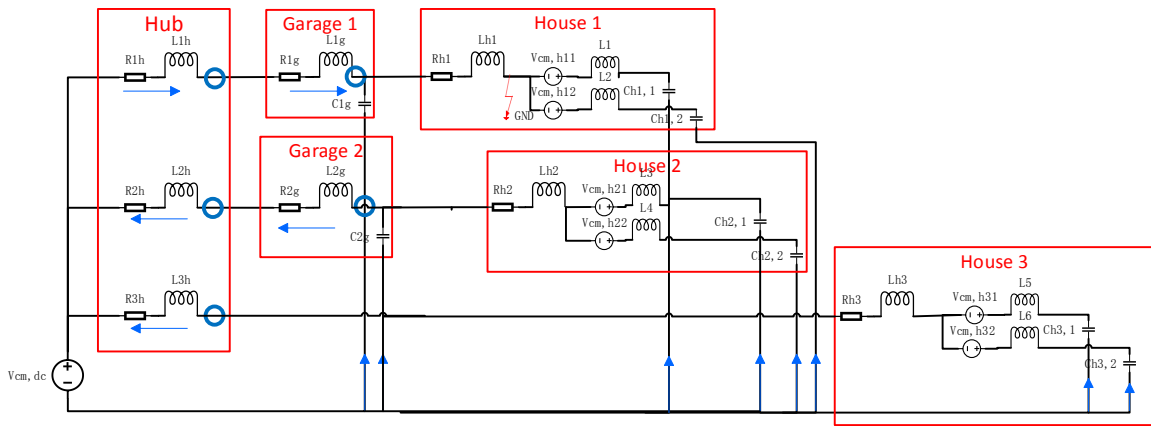 Hub
Garage 1
House 1
L1h
L1g
Lh1
L1
R1h
R1g
Rh1
Vcm,h11
L2
Vcm,h12
Ch1,1
C1g
GND
Ch1,2
Garage 2
House 2
L2h
L2g
Lh2
L3
R2h
R2g
Rh2
Vcm,h21
L4
Vcm,h22
Ch2,1
C2g
Ch2,2
House 3
L3h
Lh3
L5
R3h
Rh3
Vcm,h31
L6
Vcm,h32
Ch3,1
Ch3,2
Vcm,dc